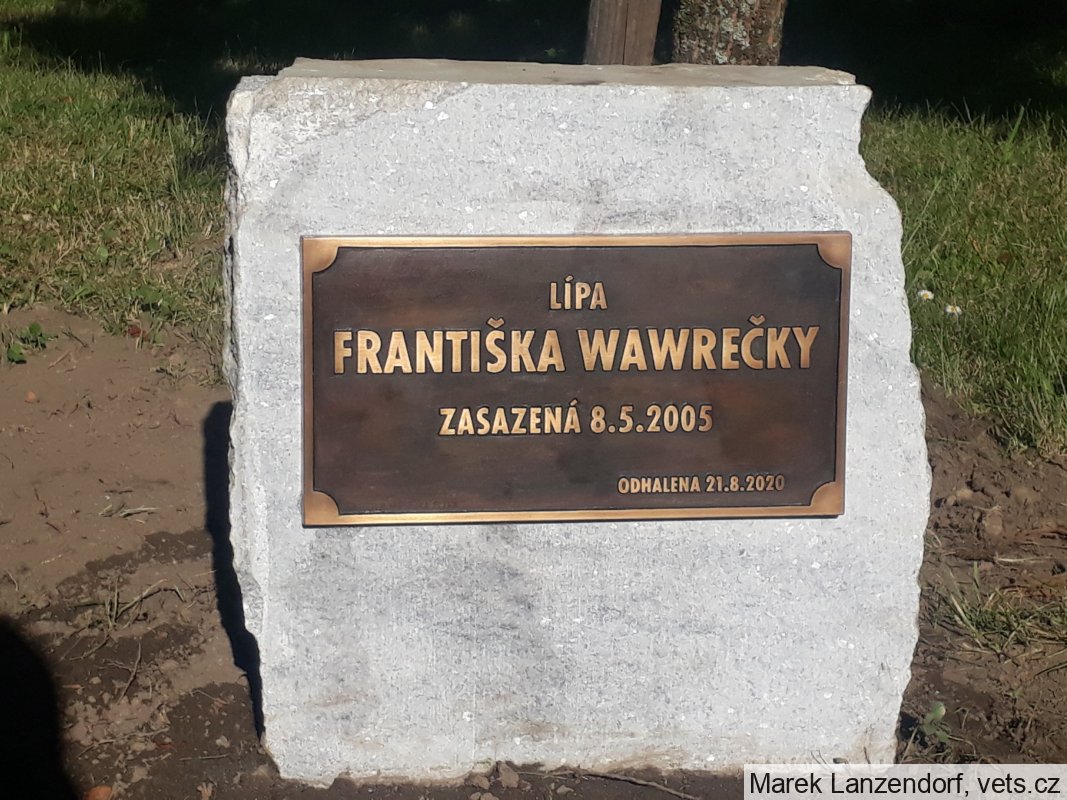 LÍPA
FRANTIŠKA WAWREČKY
ZASAZENÁ 8.5.2005
ODHALENA 21.8.2020
Marek Lanzendorf, vets.cz